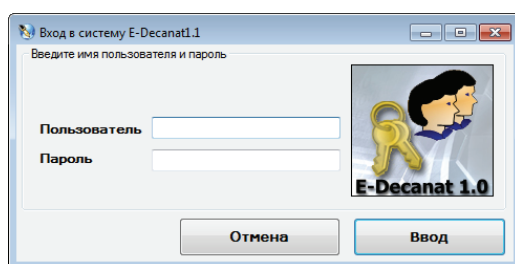 Вход в систему E-Decanat1.1
Введите имя пользователя и пароль
Пользователь
Пароль
E-Decanat 1.0
Отмена
Ввод